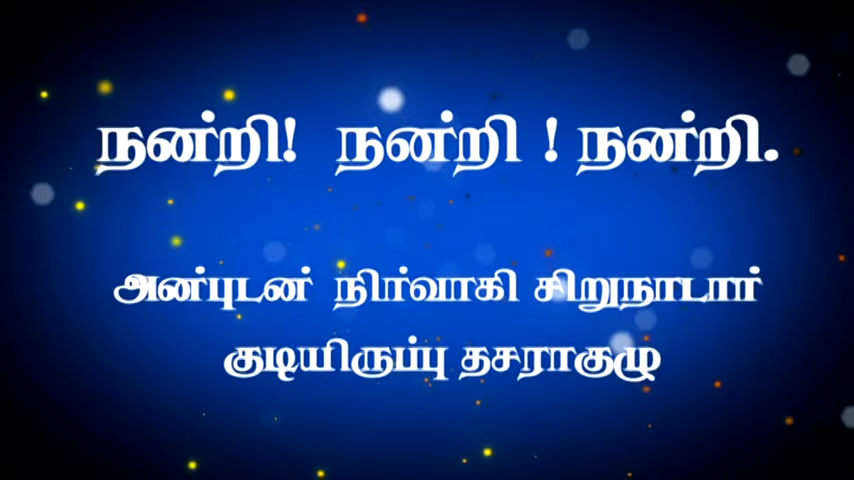 நன்றி! நன்றி ! நன்றி.
அன்புடன் நிர்வாகி சிறுநாடார்
குடியிருப்பு தசராகுழு